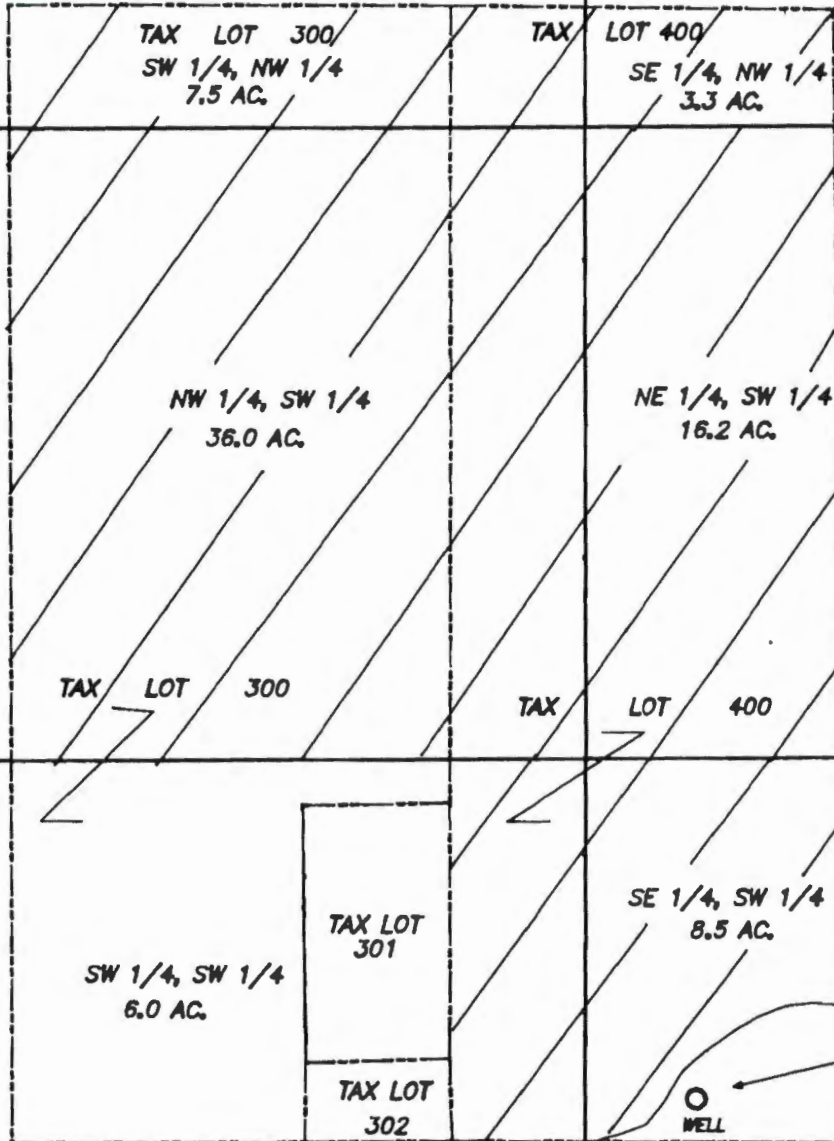 TAX LOT 300
SW 1/4, NW 1/4
7.5 AC.
TAX LOT 400
SE 1/4, NW 1/4
3.3 AC.
NW 1/4, SW 1/4
36.0 AC.
NE 1/4, SW 1/4
16.2 AC.
TAX LOT 300
TAX LOT 400
TAX LOT
301
SW 1/4, SW 1/4
6.0 AC.
SE 1/4, SW 1/4
8.5 AC.
TAX LOT
302
WELL